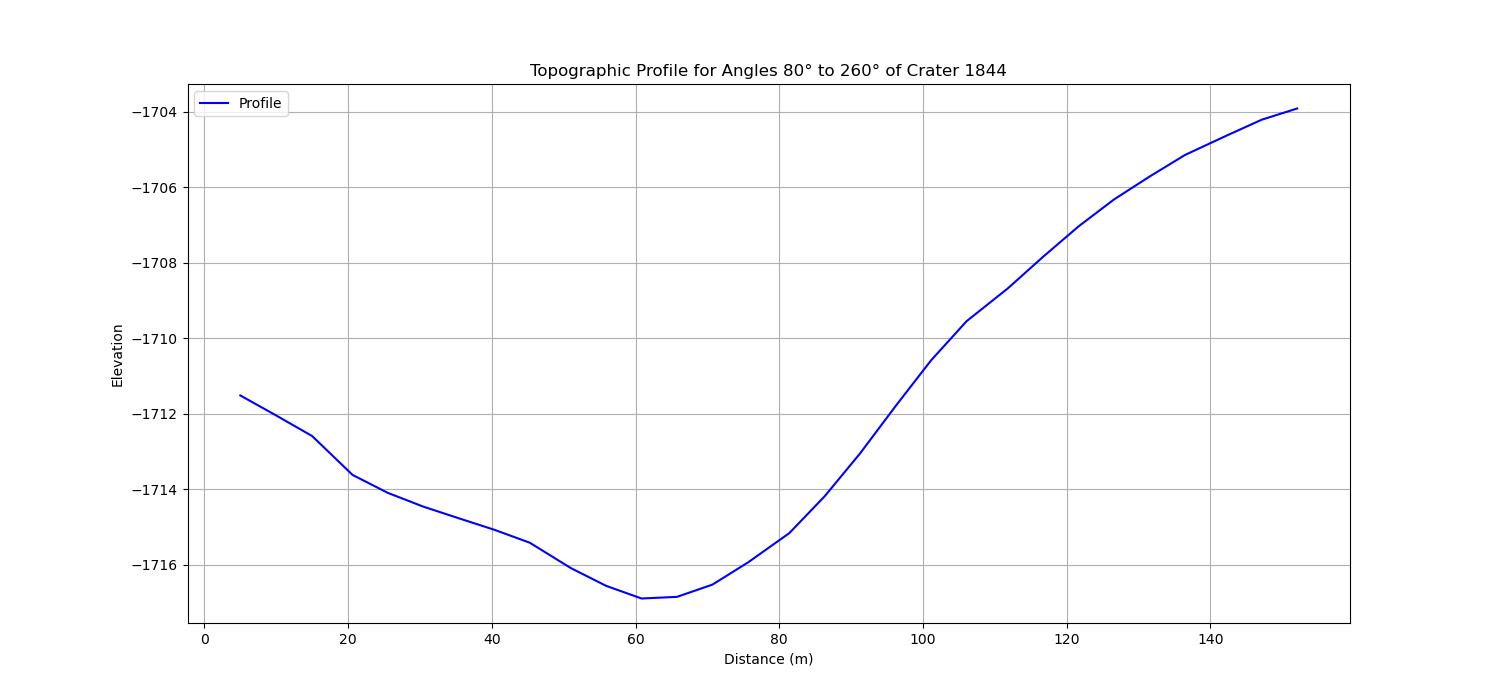 Topographic Profile for Angles 80° to 260° of Crater 1844
Profile
−1704
−1706
−1708
−1710
−1712
−1714
−1716
Elevation
0 20 40 60 80 100 120 140
Distance (m)